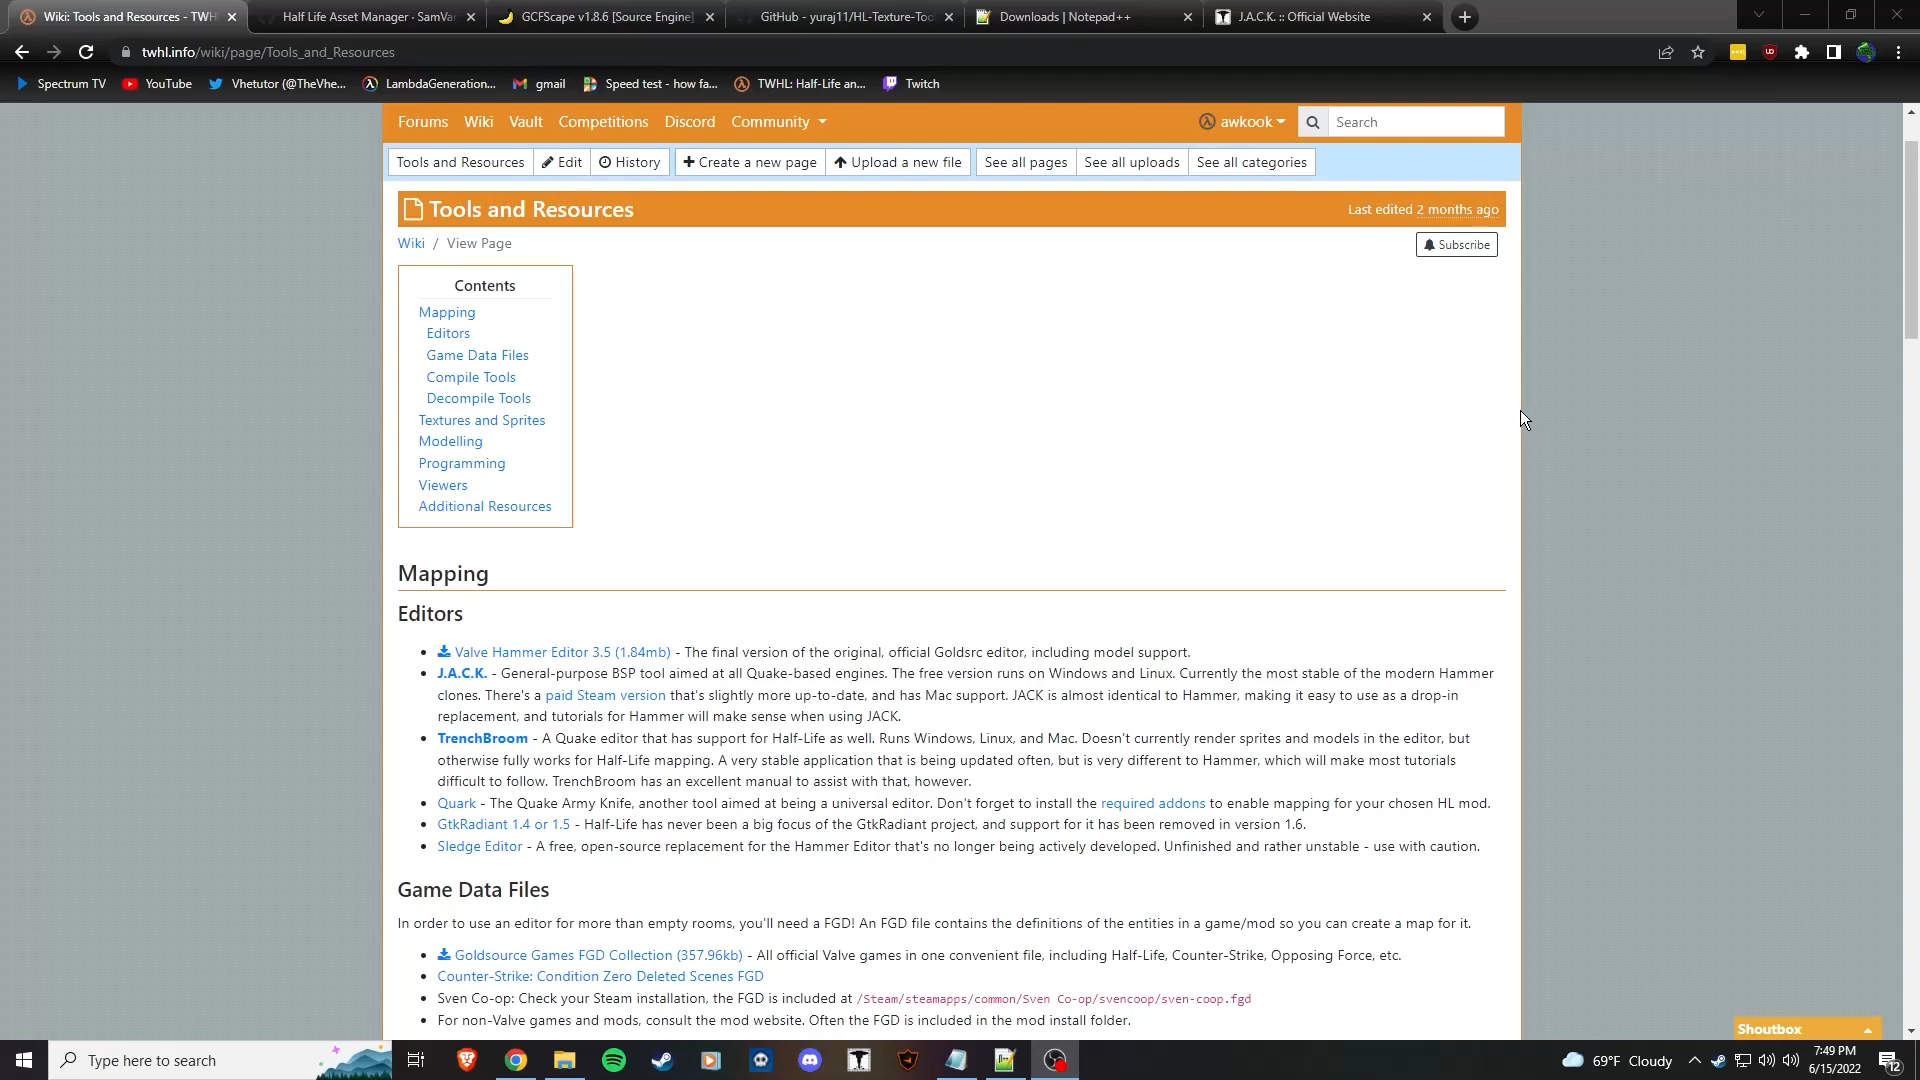 Wiki: Tools and Resources - TWH
Half Life Asset Manager · SamVan
GCFScape v1.8.6 [Source Engine]
GitHub - yuraj11/HL-Texture-Too
Downloads | Notepad++
J.A.C.K. :: Official Website
twhl.info/wiki/page/Tools_and_Resources
Spectrum TV
YouTube
Vhetutor (@TheVhe...
LambdaGeneration...
gmail
Speed test - how fa...
TWHL: Half-Life an...
Twitch
Forums Wiki Vault Competitions Discord Community
awkook
Search
Tools and Resources Edit History Create a new page Upload a new file See all pages See all uploads See all categories
Tools and Resources
Last edited 2 months ago
Wiki / View Page
Subscribe
Contents
Mapping
Editors
Game Data Files
Compile Tools
Decompile Tools
Textures and Sprites
Modelling
Programming
Viewers
Additional Resources
Mapping
Editors
Valve Hammer Editor 3.5 (1.84mb) - The final version of the original, official Goldsrc editor, including model support.
J.A.C.K. - General-purpose BSP tool aimed at all Quake-based engines. The free version runs on Windows and Linux. Currently the most stable of the modern Hammer
clones. There's a paid Steam version that's slightly more up-to-date, and has Mac support. JACK is almost identical to Hammer, making it easy to use as a drop-in
replacement, and tutorials for Hammer will make sense when using JACK.
TrenchBroom - A Quake editor that has support for Half-Life as well. Runs Windows, Linux, and Mac. Doesn't currently render sprites and models in the editor, but
otherwise fully works for Half-Life mapping. A very stable application that is being updated often, but is very different to Hammer, which will make most tutorials
difficult to follow. TrenchBroom has an excellent manual to assist with that, however.
Quark - The Quake Army Knife, another tool aimed at being a universal editor. Don't forget to install the required addons to enable mapping for your chosen HL mod.
GtkRadiant 1.4 or 1.5 - Half-Life has never been a big focus of the GtkRadiant project, and support for it has been removed in version 1.6.
Sledge Editor - A free, open-source replacement for the Hammer Editor that's no longer being actively developed. Unfinished and rather unstable - use with caution.
Game Data Files
In order to use an editor for more than empty rooms, you'll need a FGD! An FGD file contains the definitions of the entities in a game/mod so you can create a map for it.
Goldsource Games FGD Collection (357.96kb) - All official Valve games in one convenient file, including Half-Life, Counter-Strike, Opposing Force, etc.
Counter-Strike: Condition Zero Deleted Scenes FGD
Sven Co-op: Check your Steam installation, the FGD is included at /Steam/steamapps/common/Sven Co-op/svencoop/sven-coop.fgd
For non-Valve games and mods, consult the mod website. Often the FGD is included in the mod install folder.
Shoutbox
Type here to search
69°F Cloudy
7:49 PM
6/15/2022
12